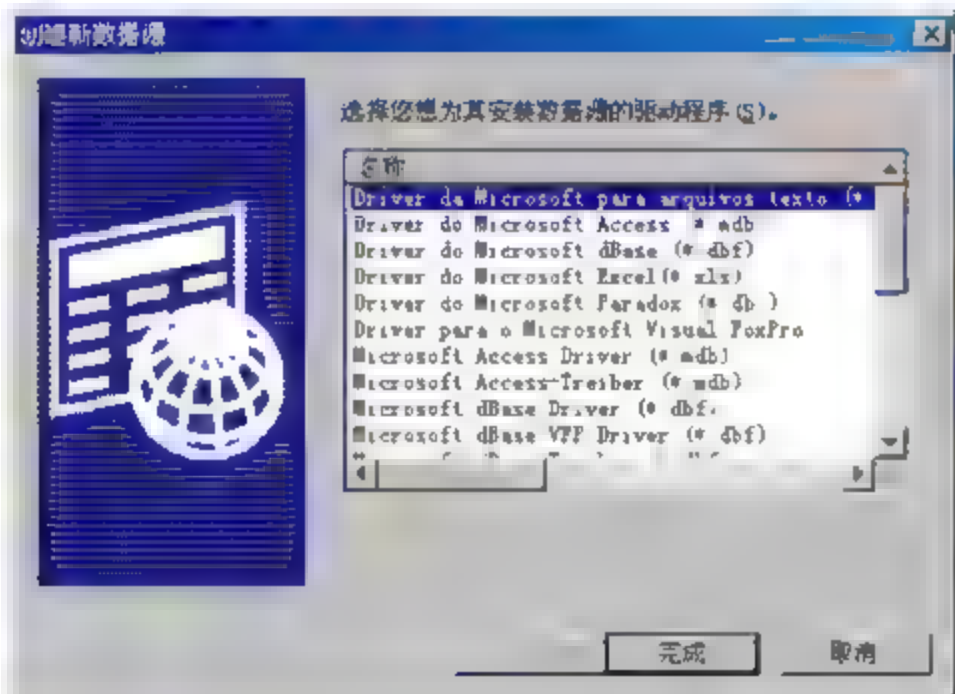 创建新数据源
选择您想为其安装数据源的驱动程序(S)。
名称
Driver da Microsoft para arquivos texto (*
Driver do Microsoft Access (*.mdb
Driver do Microsoft dBase (*.dbf)
Driver do Microsoft Excel(*.xls)
Driver do Microsoft Paradox (*.db )
Driver para o Microsoft Visual FoxPro
Microsoft Access Driver (*.mdb)
Microsoft Access-Treiber (*.mdb)
Microsoft dBase Driver (*.dbf)
Microsoft dBase VFP Driver (*.dbf)
完成 取消